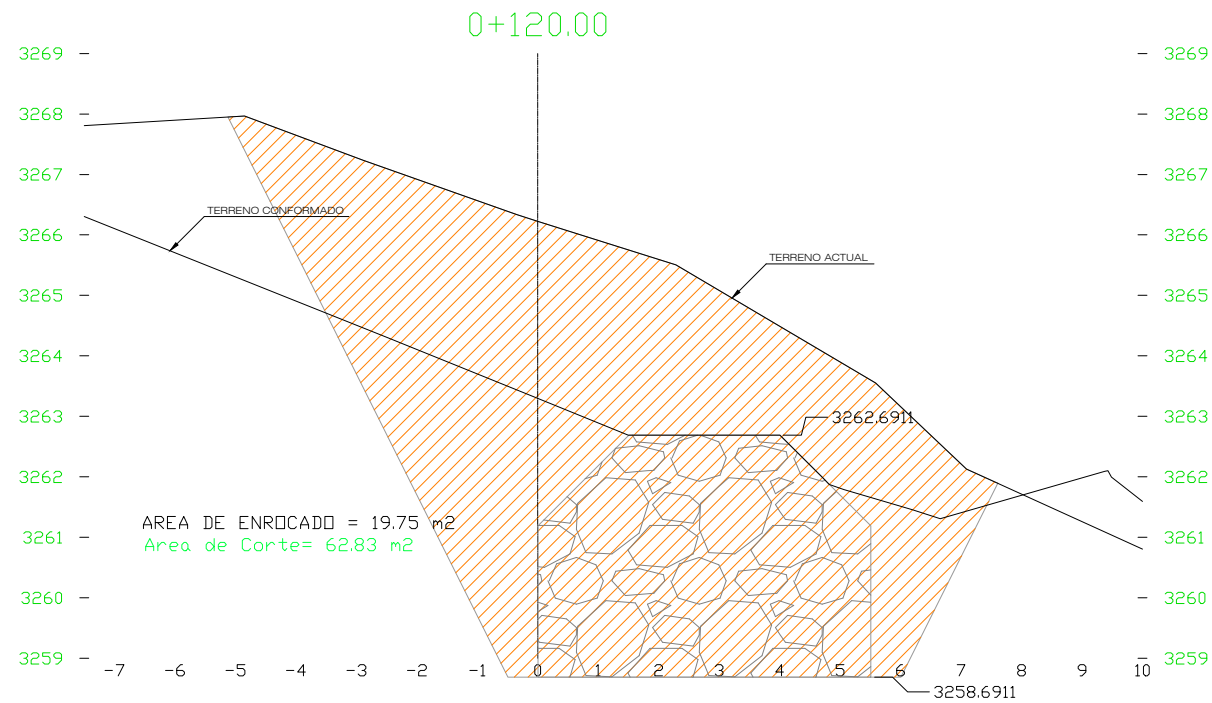 0+120.00
3269 3269
3268 3268
3267 3267
TERRENO CONFORMADO
3266 3266
TERRENO ACTUAL
3265 3265
3264 3264
3263 3262.6911 3263
3262 3262
AREA DE ENROCADO = 19.75 m2
3261 3261
Area de Corte= 62.83 m2
3260 3260
3259 3259
-7 -6 -5 -4 -3 -2 -1 0 1 2 3 4 5 6 7 8 9 10
3258.6911